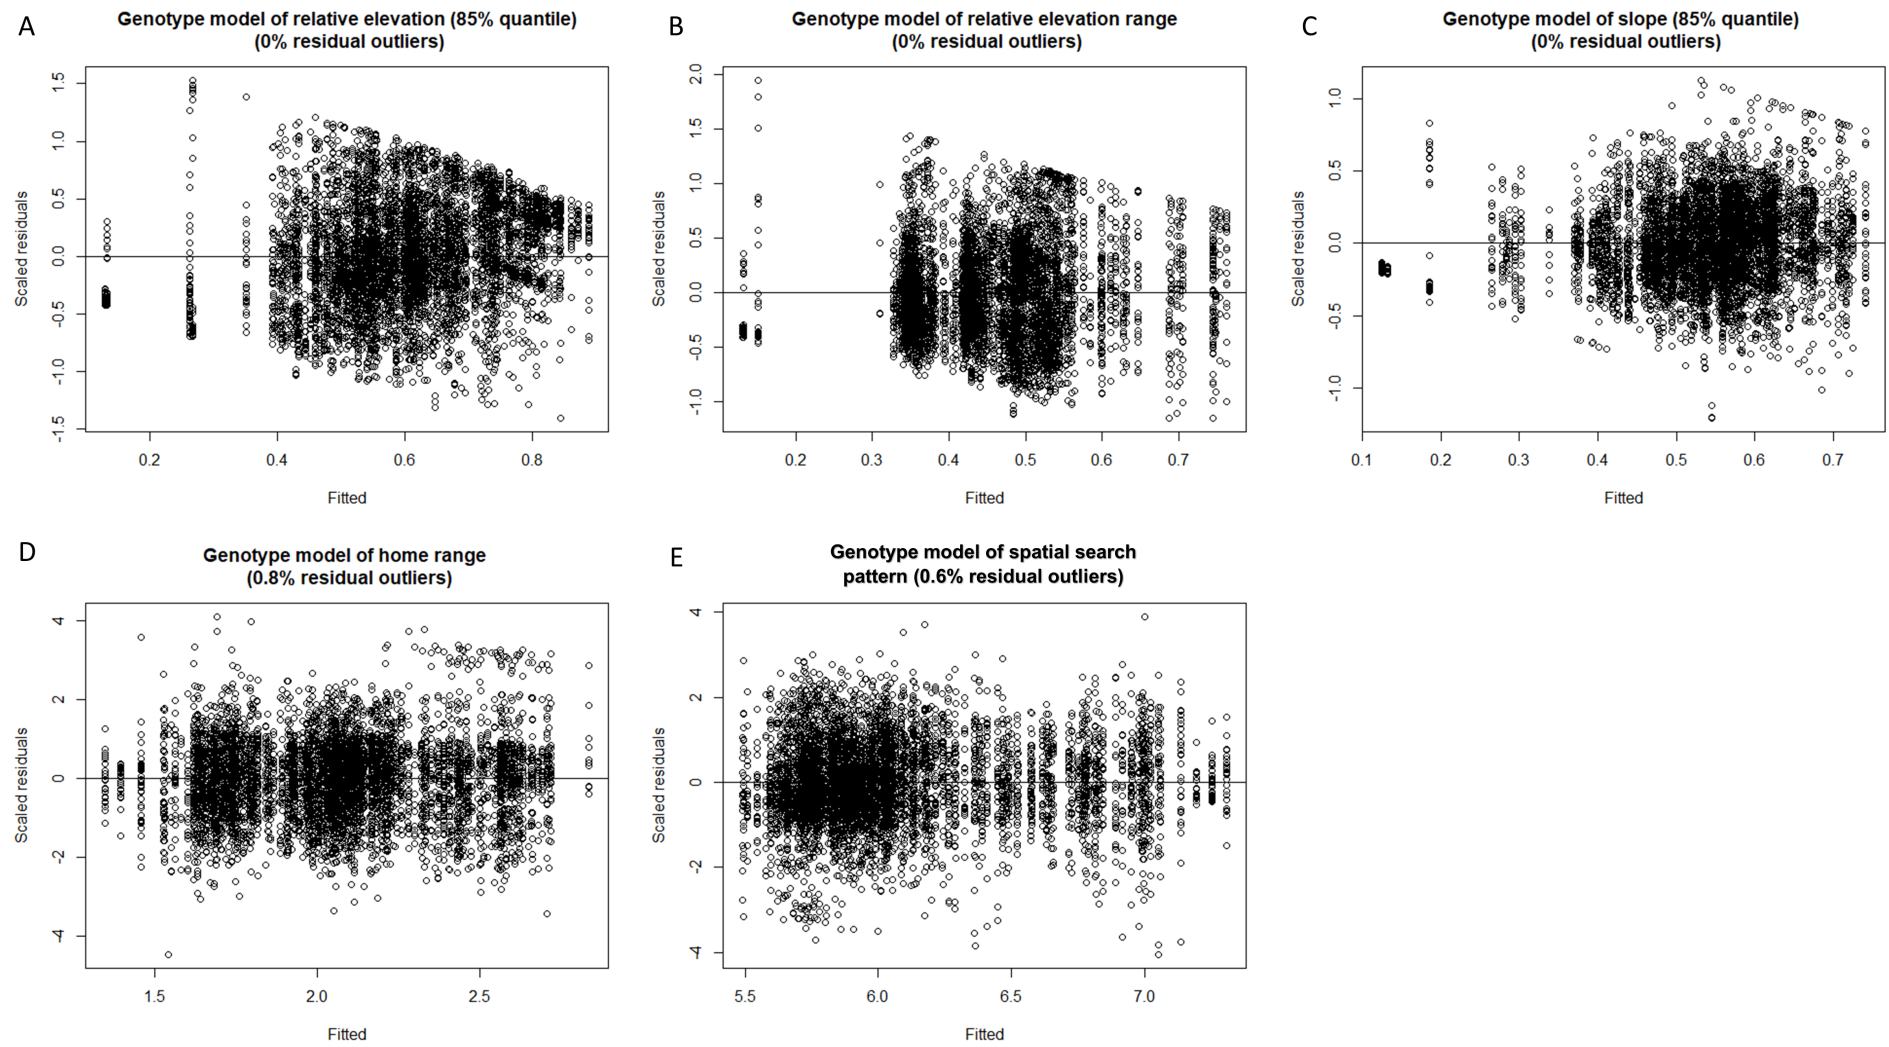 A
Genotype model of relative elevation (85% quantile)
(0% residual outliers)
Scaled residuals
1.5
1.0
0.5
0.0
-0.5
-1.0
-1.5
0.2
0.4
0.6
0.8
Fitted
B
Genotype model of relative elevation range
(0% residual outliers)
Scaled residuals
2.0
1.5
1.0
0.5
0.0
-0.5
-1.0
0.2
0.3
0.4
0.5
0.6
0.7
Fitted
C
Genotype model of slope (85% quantile)
(0% residual outliers)
Scaled residuals
1.0
0.5
0.0
-0.5
-1.0
0.1
0.2
0.3
0.4
0.5
0.6
0.7
Fitted
D
Genotype model of home range
(0.8% residual outliers)
Scaled residuals
4
2
0
-2
-4
1.5
2.0
2.5
Fitted
E
Genotype model of spatial search
pattern (0.6% residual outliers)
Scaled residuals
4
2
0
-2
-4
5.5
6.0
6.5
7.0
Fitted